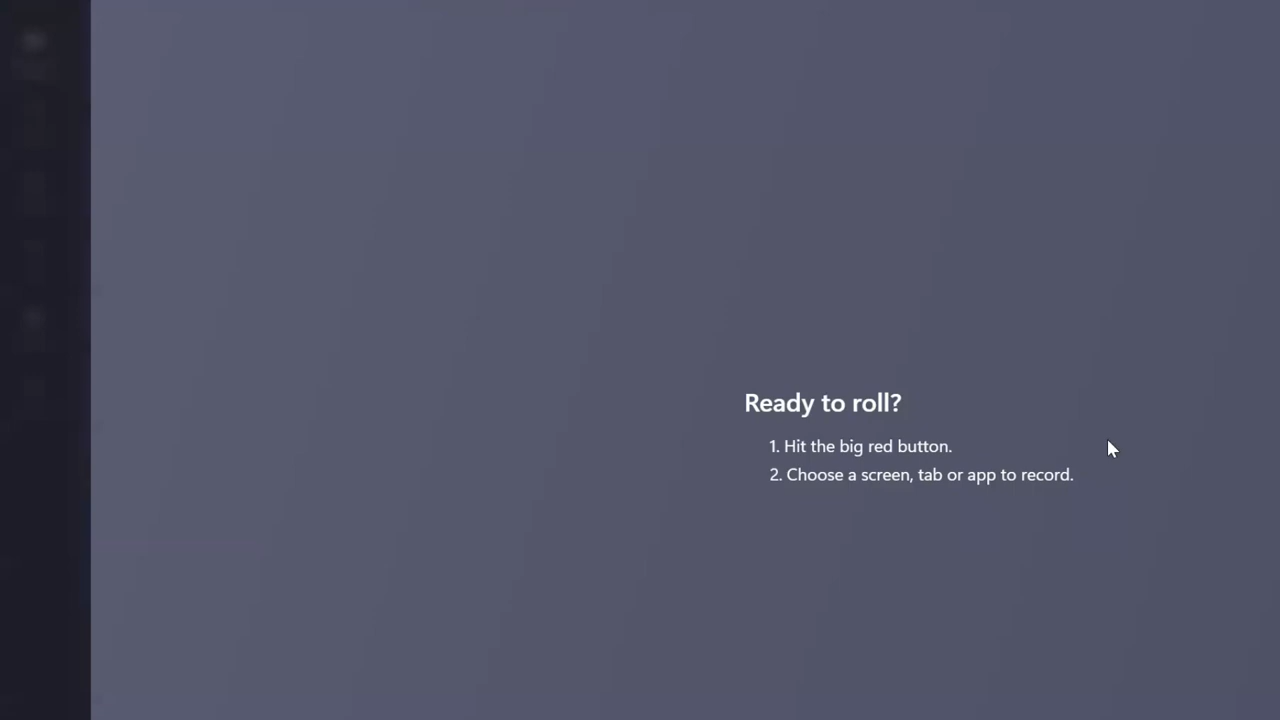 Ready to roll?
1. Hit the big red button.
2. Choose a screen, tab or app to record.